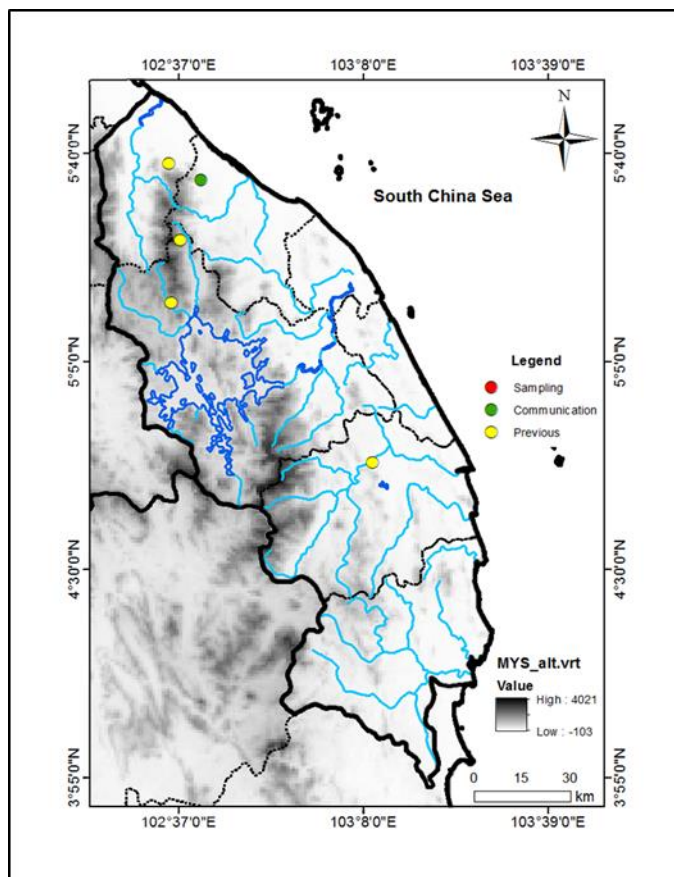 102°37'0"E 103°8'0"E 103°39'0"E
N
5°40'0"N 5°40'0"N
South China Sea
5°5'0"N 5°5'0"N
Legend
Sampling
Communication
Previous
4°30'0"N 4°30'0"N
MYS_alt.vrt
Value
High : 4021
Low : -103
3°55'0"N 3°55'0"N
0 15 30
km
102°37'0"E 103°8'0"E 103°39'0"E